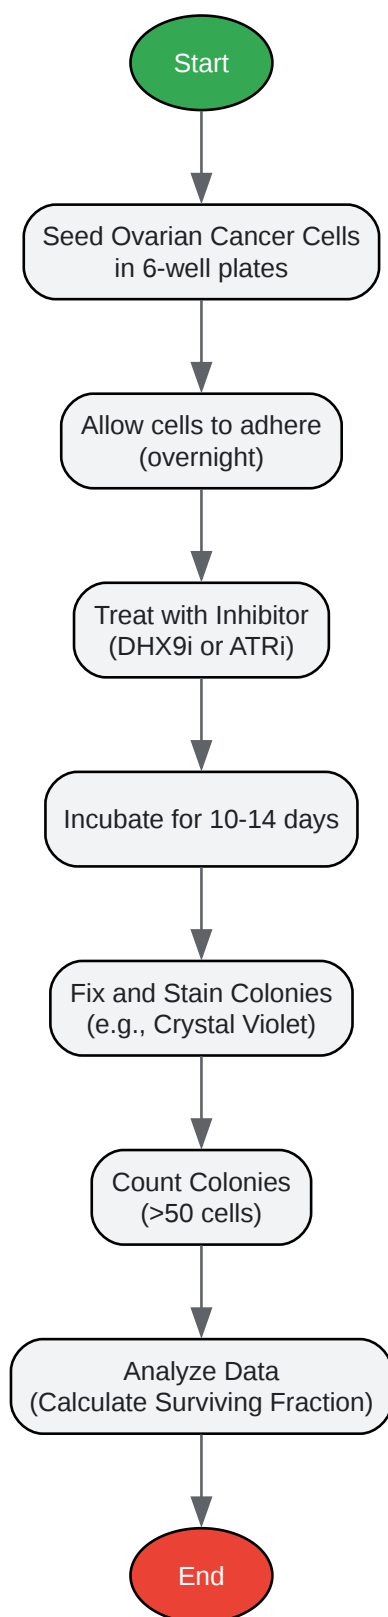 Start
Seed Ovarian Cancer Cells
in 6-well plates
Allow cells to adhere
(overnight)
Treat with Inhibitor
(DHX9i or ATRi)
Incubate for 10-14 days
Fix and Stain Colonies
(e.g., Crystal Violet)
Count Colonies
(>50 cells)
Analyze Data
(Calculate Surviving Fraction)
End